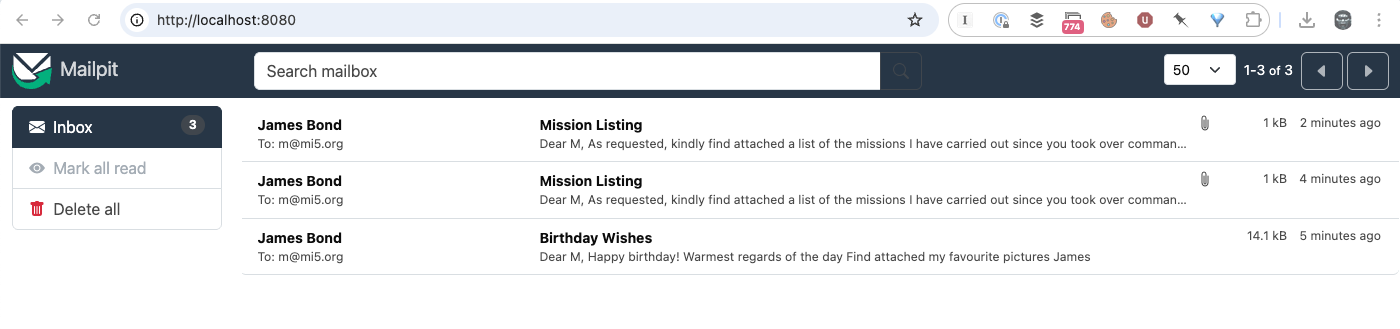 http://localhost:8080
774
Mailpit
Search mailbox
50
1-3 of 3
Inbox
3
Mark all read
Delete all
James Bond
To: m@mi5.org
Mission Listing
Dear M, As requested, kindly find attached a list of the missions I have carried out since you took over comman...
1 kB
2 minutes ago
James Bond
To: m@mi5.org
Mission Listing
Dear M, As requested, kindly find attached a list of the missions I have carried out since you took over comman...
1 kB
4 minutes ago
James Bond
To: m@mi5.org
Birthday Wishes
Dear M, Happy birthday! Warmest regards of the day Find attached my favourite pictures James
14.1 kB
5 minutes ago